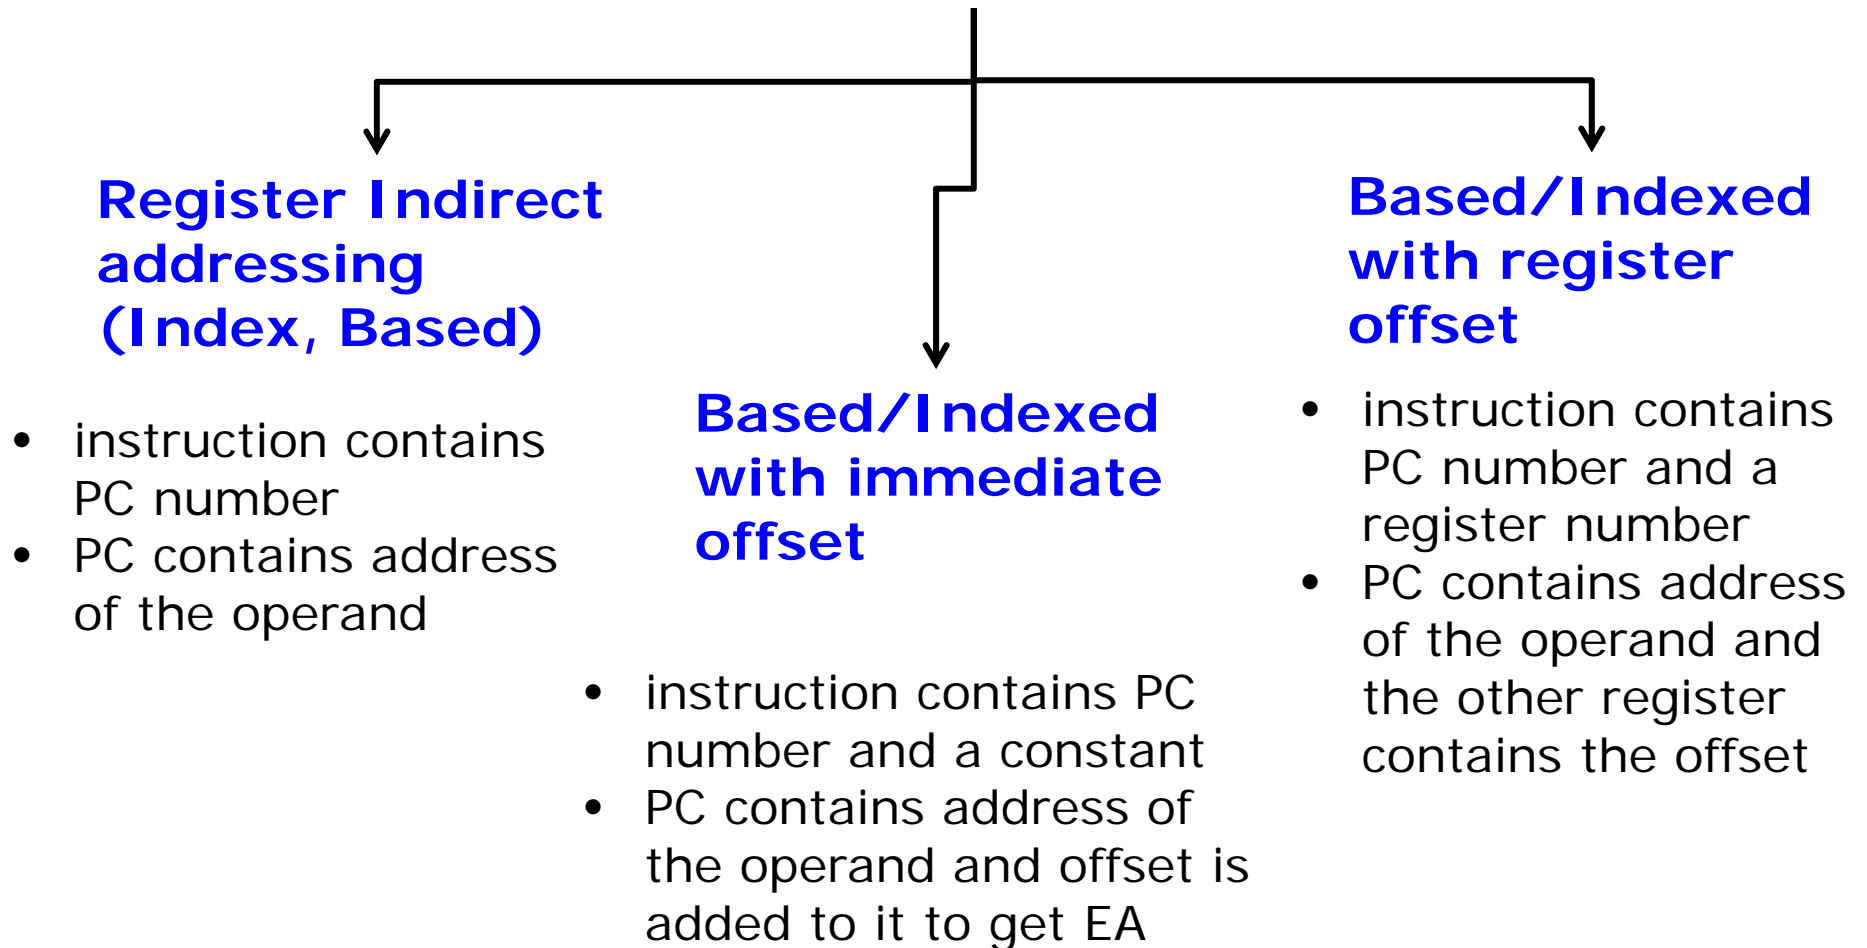 Register Indirect
addressing
(Index, Based)
• instruction contains
PC number
• PC contains address
of the operand
Based/Indexed
with immediate
offset
• instruction contains PC
number and a constant
• PC contains address of
the operand and offset is
added to it to get EA
Based/Indexed
with register
offset
• instruction contains
PC number and a
register number
• PC contains address
of the operand and
the other register
contains the offset